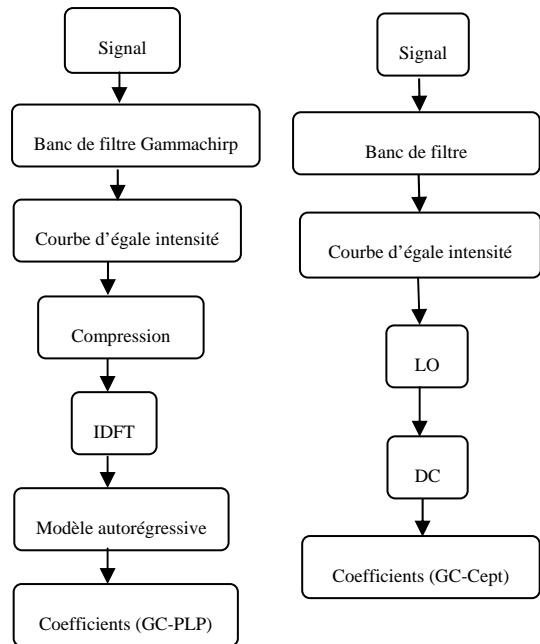 Signal
Banc de filtre Gammachirp
Courbe d'égale intensité
Compression
IDFT
Modèle autorégressive
Coefficients (GC-PLP)
Signal
Banc de filtre
Courbe d'égale intensité
LO
DC
Coefficients (GC-Cept)